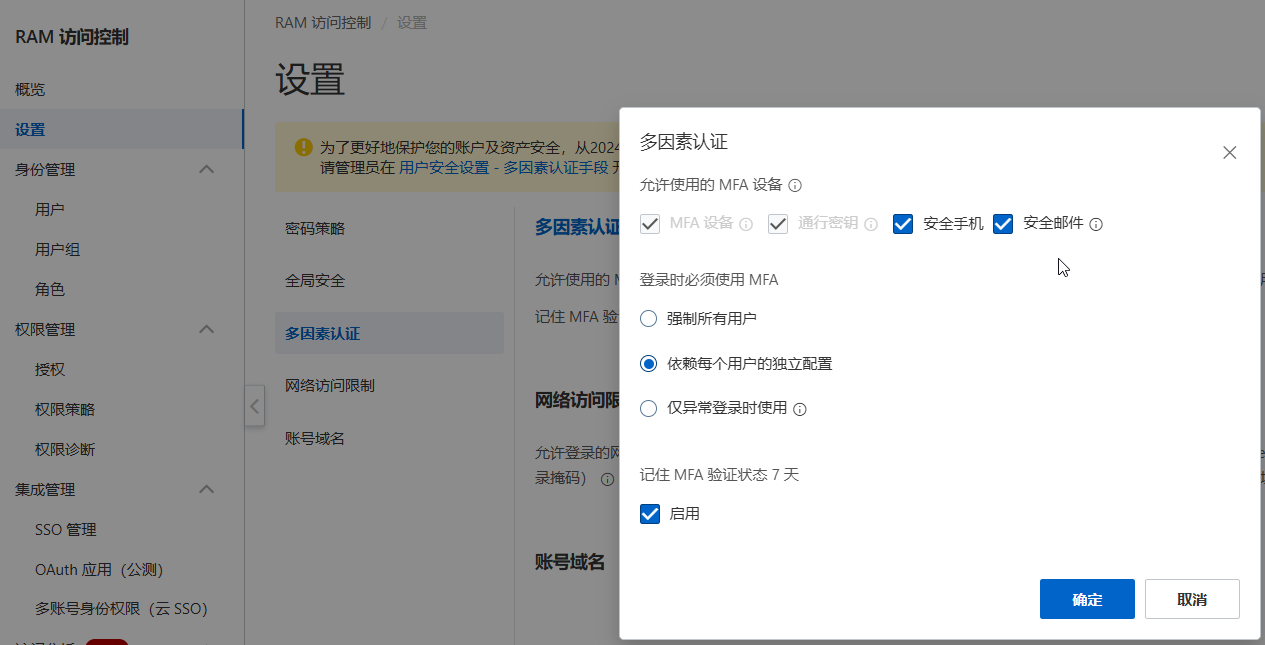 RAM 访问控制
概览
设置
身份管理
用户
用户组
角色
权限管理
授权
权限策略
权限诊断
集成管理
SSO 管理
OAuth 应用（公测）
多账号身份权限（云 SSO）
RAM 访问控制 / 设置
设置
为了更好地保护您的账户及资产安全，从2024
请管理员在 用户安全设置 - 多因素认证手段
密码策略
全局安全
多因素认证
网络访问限制
账号域名
多因素认证
允许使用的
记住 MFA 验
网络访问限
允许登录的网
录掩码）
账号域名
多因素认证
允许使用的 MFA 设备
MFA 设备 通行密钥 安全手机 安全邮件
登录时必须使用 MFA
强制所有用户
依赖每个用户的独立配置
仅异常登录时使用
记住 MFA 验证状态 7 天
启用
确定 取消